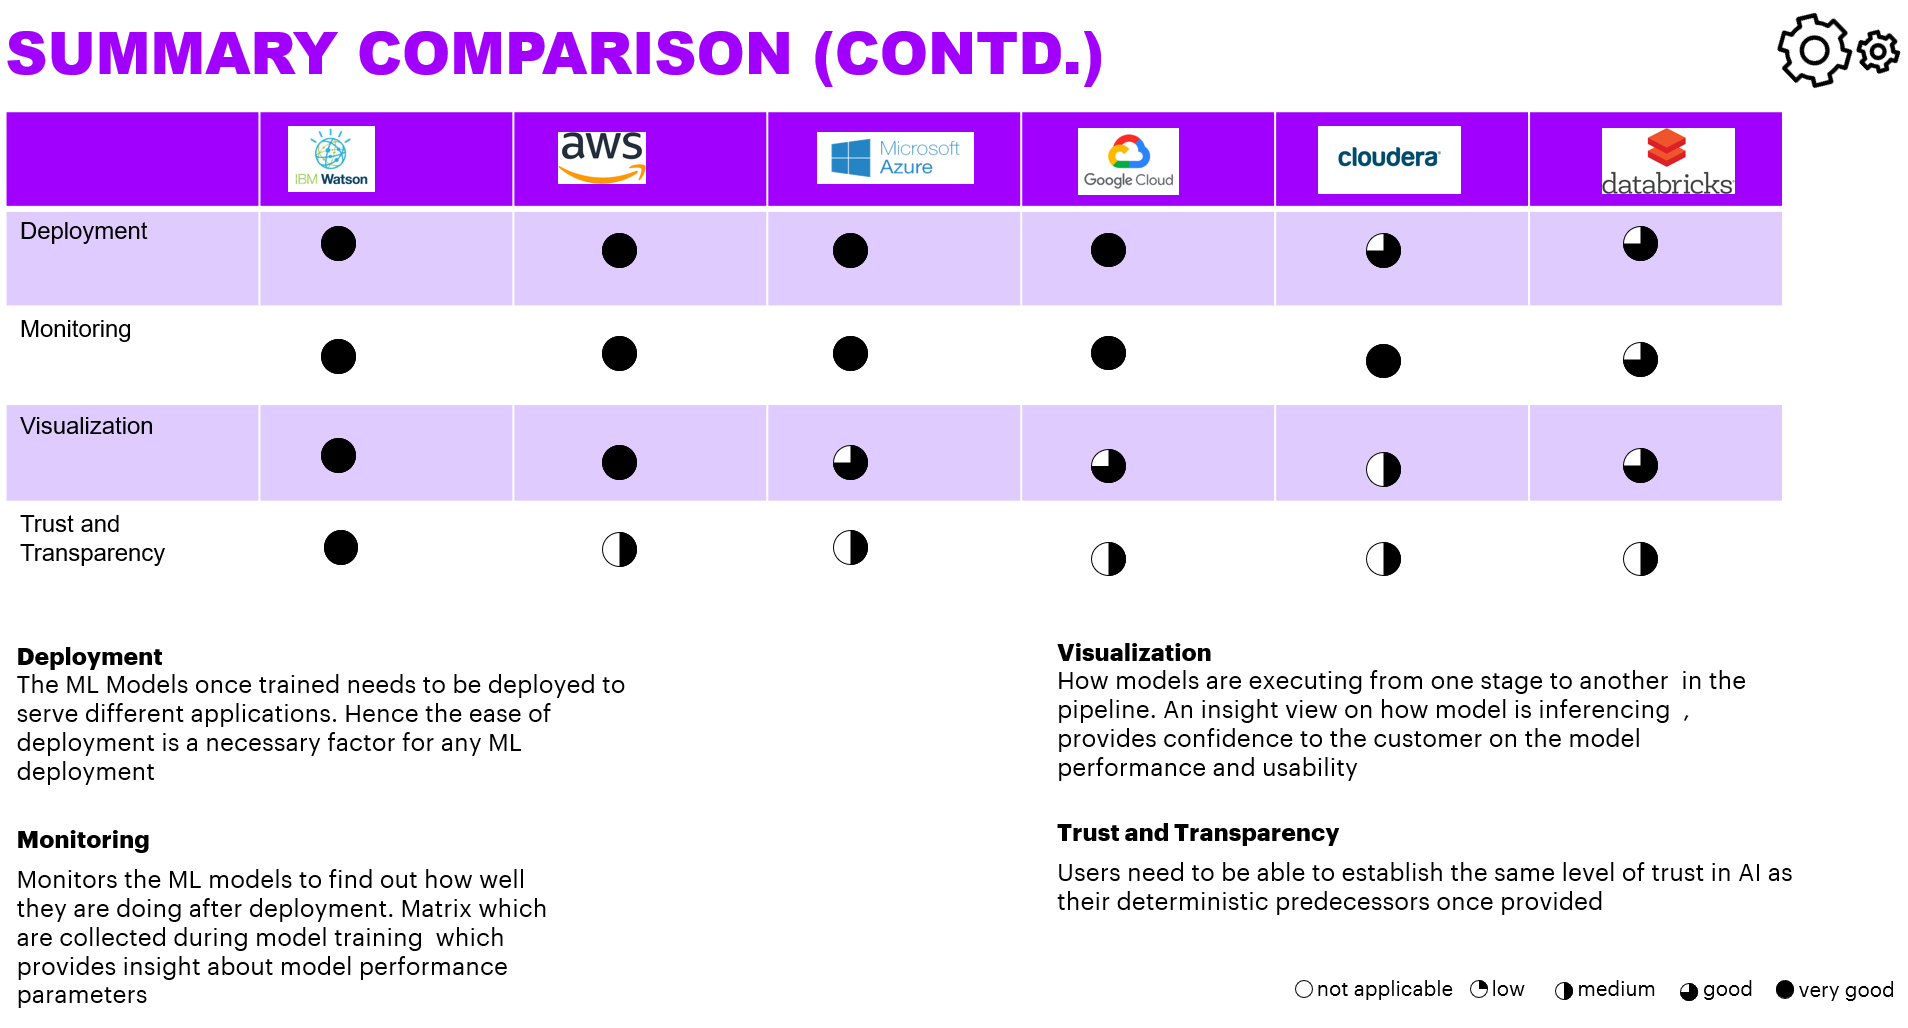 SUMMARY COMPARISON (CONTD.)
IBM Watson
aws
Microsoft
Azure
Google Cloud
cloudera
databricks
Deployment
Monitoring
Visualization
Trust and
Transparency
Deployment
The ML Models once trained needs to be deployed to
serve different applications. Hence the ease of
deployment is a necessary factor for any ML
deployment
Monitoring
Monitors the ML models to find out how well
they are doing after deployment. Matrix which
are collected during model training  which
provides insight about model performance
parameters
Visualization
How models are executing from one stage to another  in the
pipeline. An insight view on how model is inferencing  ,
provides confidence to the customer on the model
performance and usability
Trust and Transparency
Users need to be able to establish the same level of trust in AI as
their deterministic predecessors once provided
not applicable low medium good very good